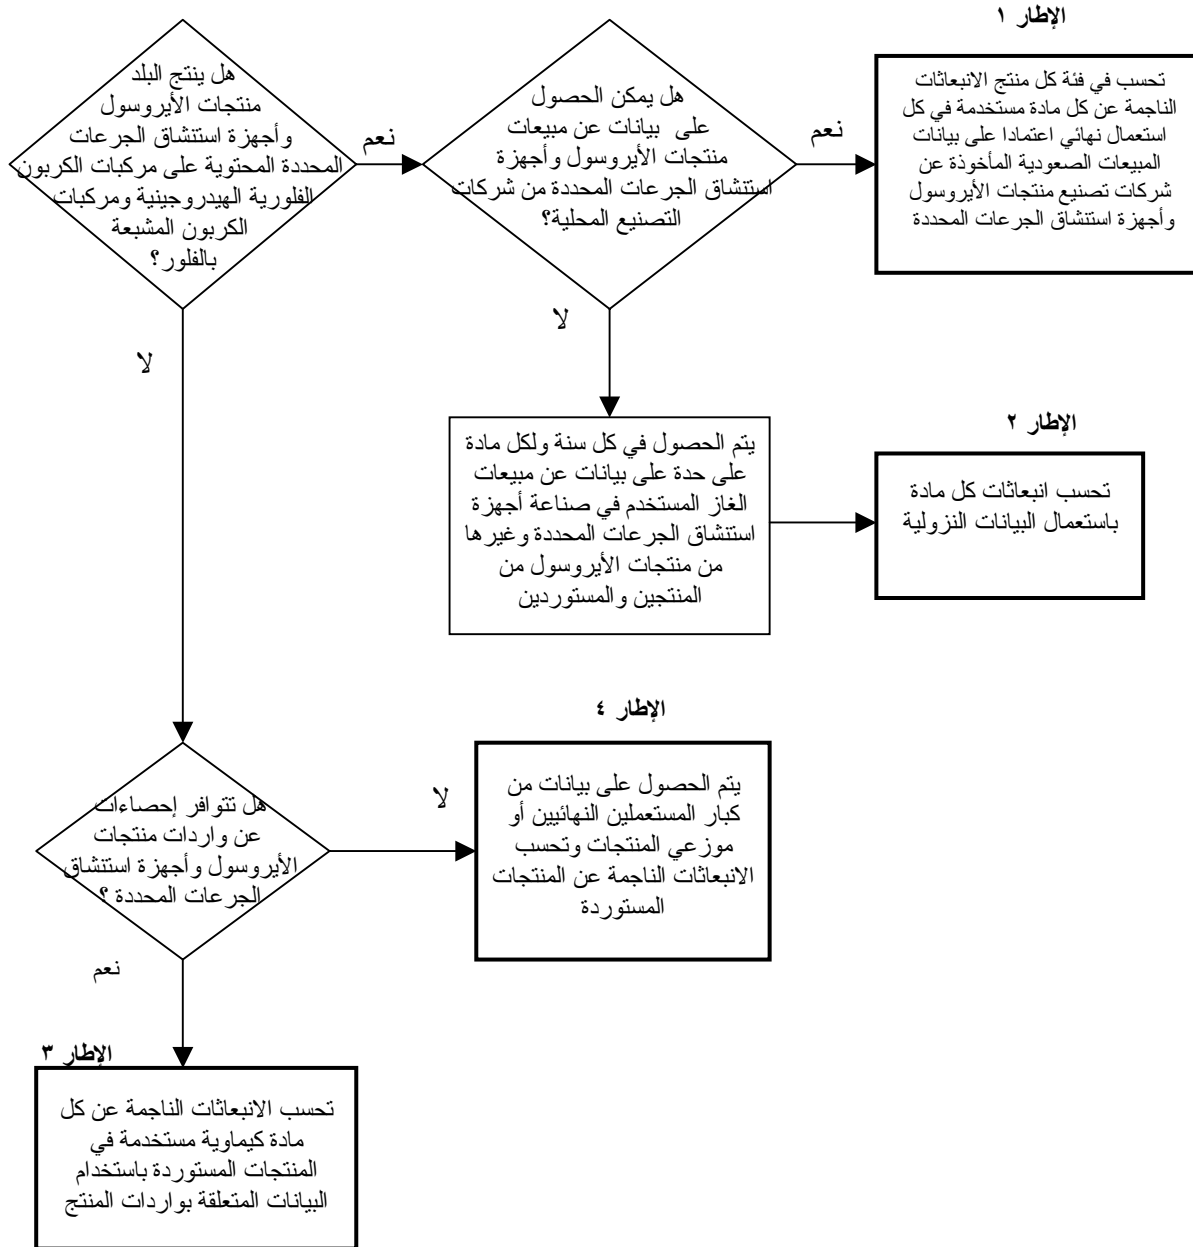 هل ينتج البلد
منتجات الأيروسول
وأجهزة استنشاق الجرعات
المحددة المحتوية على مركبات الكربون
الفلورية الهيدروجينية ومركبات
الكربون المشبعة
بالفلور؟
نعم
هل يمكن الحصول
على بيانات عن مبيعات
منتجات الأيروسول وأجهزة
استنشاق الجرعات المحددة من شركات
التصنيع المحلية؟
نعم
الإطار ١
تحسب في فئة كل منتج الانبعاثات
الناجمة عن كل مادة مستخدمة في كل
استعمال نهائي اعتمادا على بيانات
المبيعات الصعودية المأخوذة عن
شركات تصنيع منتجات الأيروسول
وأجهزة استنشاق الجرعات المحددة
لا
لا
يتم الحصول في كل سنة ولكل مادة
على حدة على بيانات عن مبيعات
الغاز المستخدم في صناعة أجهزة
استنشاق الجرعات المحددة وغيرها
من منتجات الأيروسول من
المنتجين والمستوردين
الإطار ٢
تحسب انبعاثات كل مادة
باستعمال البيانات النزولية
هل تتوافر إحصاءات
عن واردات منتجات
الأيروسول وأجهزة استنشاق
الجرعات المحددة ؟
لا
الإطار ٤
يتم الحصول على بيانات من
كبار المستعملين النهائيين أو
موزعي المنتجات وتحسب
الانبعاثات الناجمة عن المنتجات
المستوردة
نعم
الإطار ٣
تحسب الانبعاثات الناجمة عن كل
مادة كيماوية مستخدمة في
المنتجات المستوردة باستخدام
البيانات المتعلقة بواردات المنتج